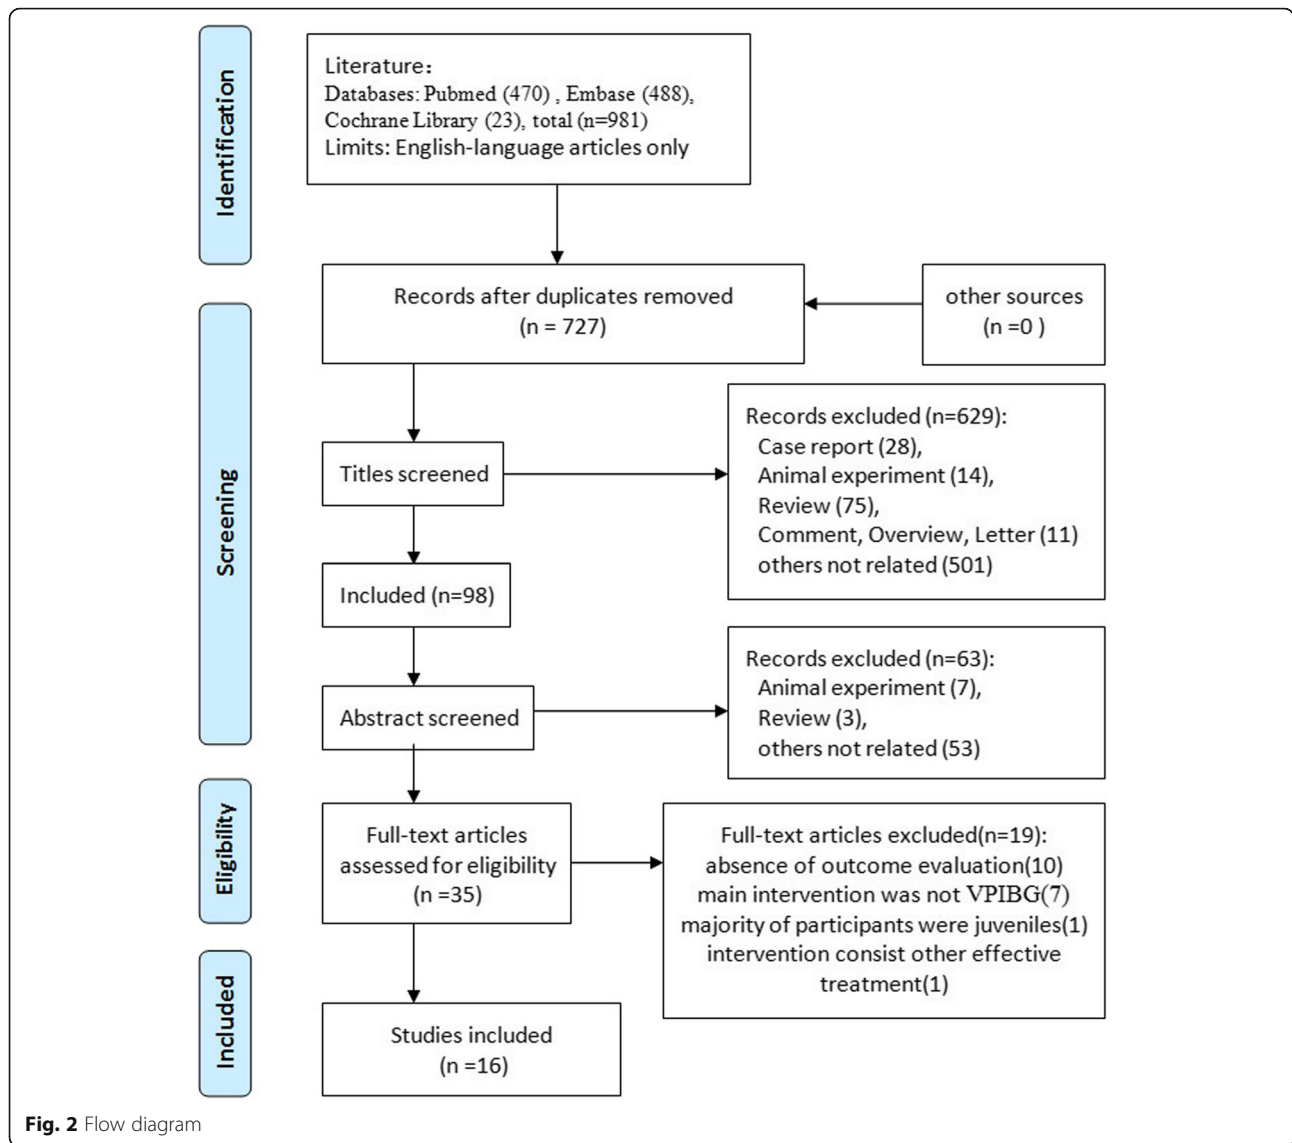 Identification
Literature：
Databases: Pubmed (470) , Embase (488),
Cochrane Library (23), total (n=981)
Limits: English-language articles only
Records after duplicates removed
(n = 727)
other sources
(n =0 )
Screening
Titles screened
Records excluded (n=629):
Case report (28),
Animal experiment (14),
Review (75),
Comment, Overview, Letter (11)
others not related (501)
Included (n=98)
Abstract screened
Records excluded (n=63):
Animal experiment (7),
Review (3),
others not related (53)
Eligibility
Full-text articles
assessed for eligibility
(n =35)
Full-text articles excluded(n=19):
absence of outcome evaluation(10)
main intervention was not VPIBG(7)
majority of participants were juveniles(1)
intervention consist other effective
treatment(1)
Included
Studies included
(n =16)
Fig. 2 Flow diagram